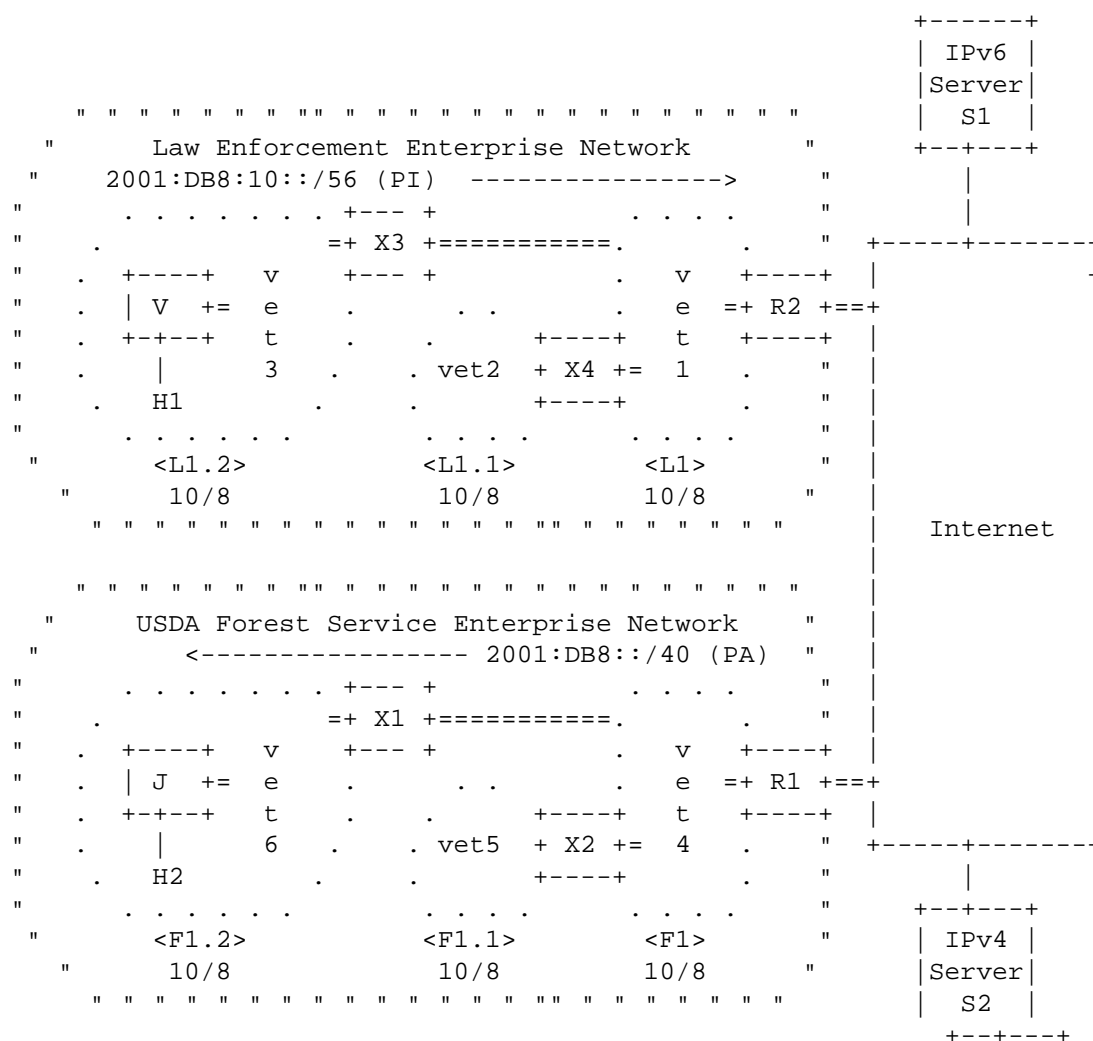 +------+
                                                          | IPv6 |
                                                          |Server|
     " " " " " " " "" " " " " " " " " " " " " " " "       |  S1  |
   "      Law Enforcement Enterprise Network       "      +--+---+
  "    2001:DB8:10::/56 (PI)  ---------------->     "        |
 "      . . . . . . . +--- +            . . . .     "        |
 "    .              =+ X3 +===========.       .    "  +-----+--------
 "    .  +----+  v    +--- +           .   v   +----+  |             +
 "    .  | V  +=  e     .      . .      .   e  =+ R2 +==+
 "    .  +-+--+  t     .    .      +----+  t   +----+  |
 "    .    |     3   .    . vet2  + X4 +=  1   .    "  |
 "     .   H1         .     .      +----+       .    "  |
 "      . . . . . .        . . . .      . . . .     "  |
  "       <L1.2>           <L1.1>        <L1>       "  |
    "      10/8             10/8         10/8      "   |
      " " " " " " " " " " " " " " "" " " " " " " "     |   Internet
                                                       |
     " " " " " " " "" " " " " " " " " " " " " " " "    |
   "     USDA Forest Service Enterprise Network    "   |
  "         <----------------- 2001:DB8::/40 (PA)  "   |
 "      . . . . . . . +--- +            . . . .     "  |
 "    .              =+ X1 +===========.       .    "  |
 "    .  +----+  v    +--- +           .   v   +----+  |
 "    .  | J  +=  e     .      . .      .   e  =+ R1 +==+
 "    .  +-+--+  t     .    .      +----+  t   +----+  |
 "    .    |     6   .    . vet5  + X2 +=  4   .    "  +-----+--------
 "     .   H2         .     .      +----+       .    "        |
 "      . . . . . .        . . . .      . . . .     "     +--+---+
  "       <F1.2>           <F1.1>        <F1>       "     | IPv4 |
    "      10/8             10/8         10/8      "      |Server|
      " " " " " " " " " " " " " " "" " " " " " " "        |  S2  |
                                                            +--+---+